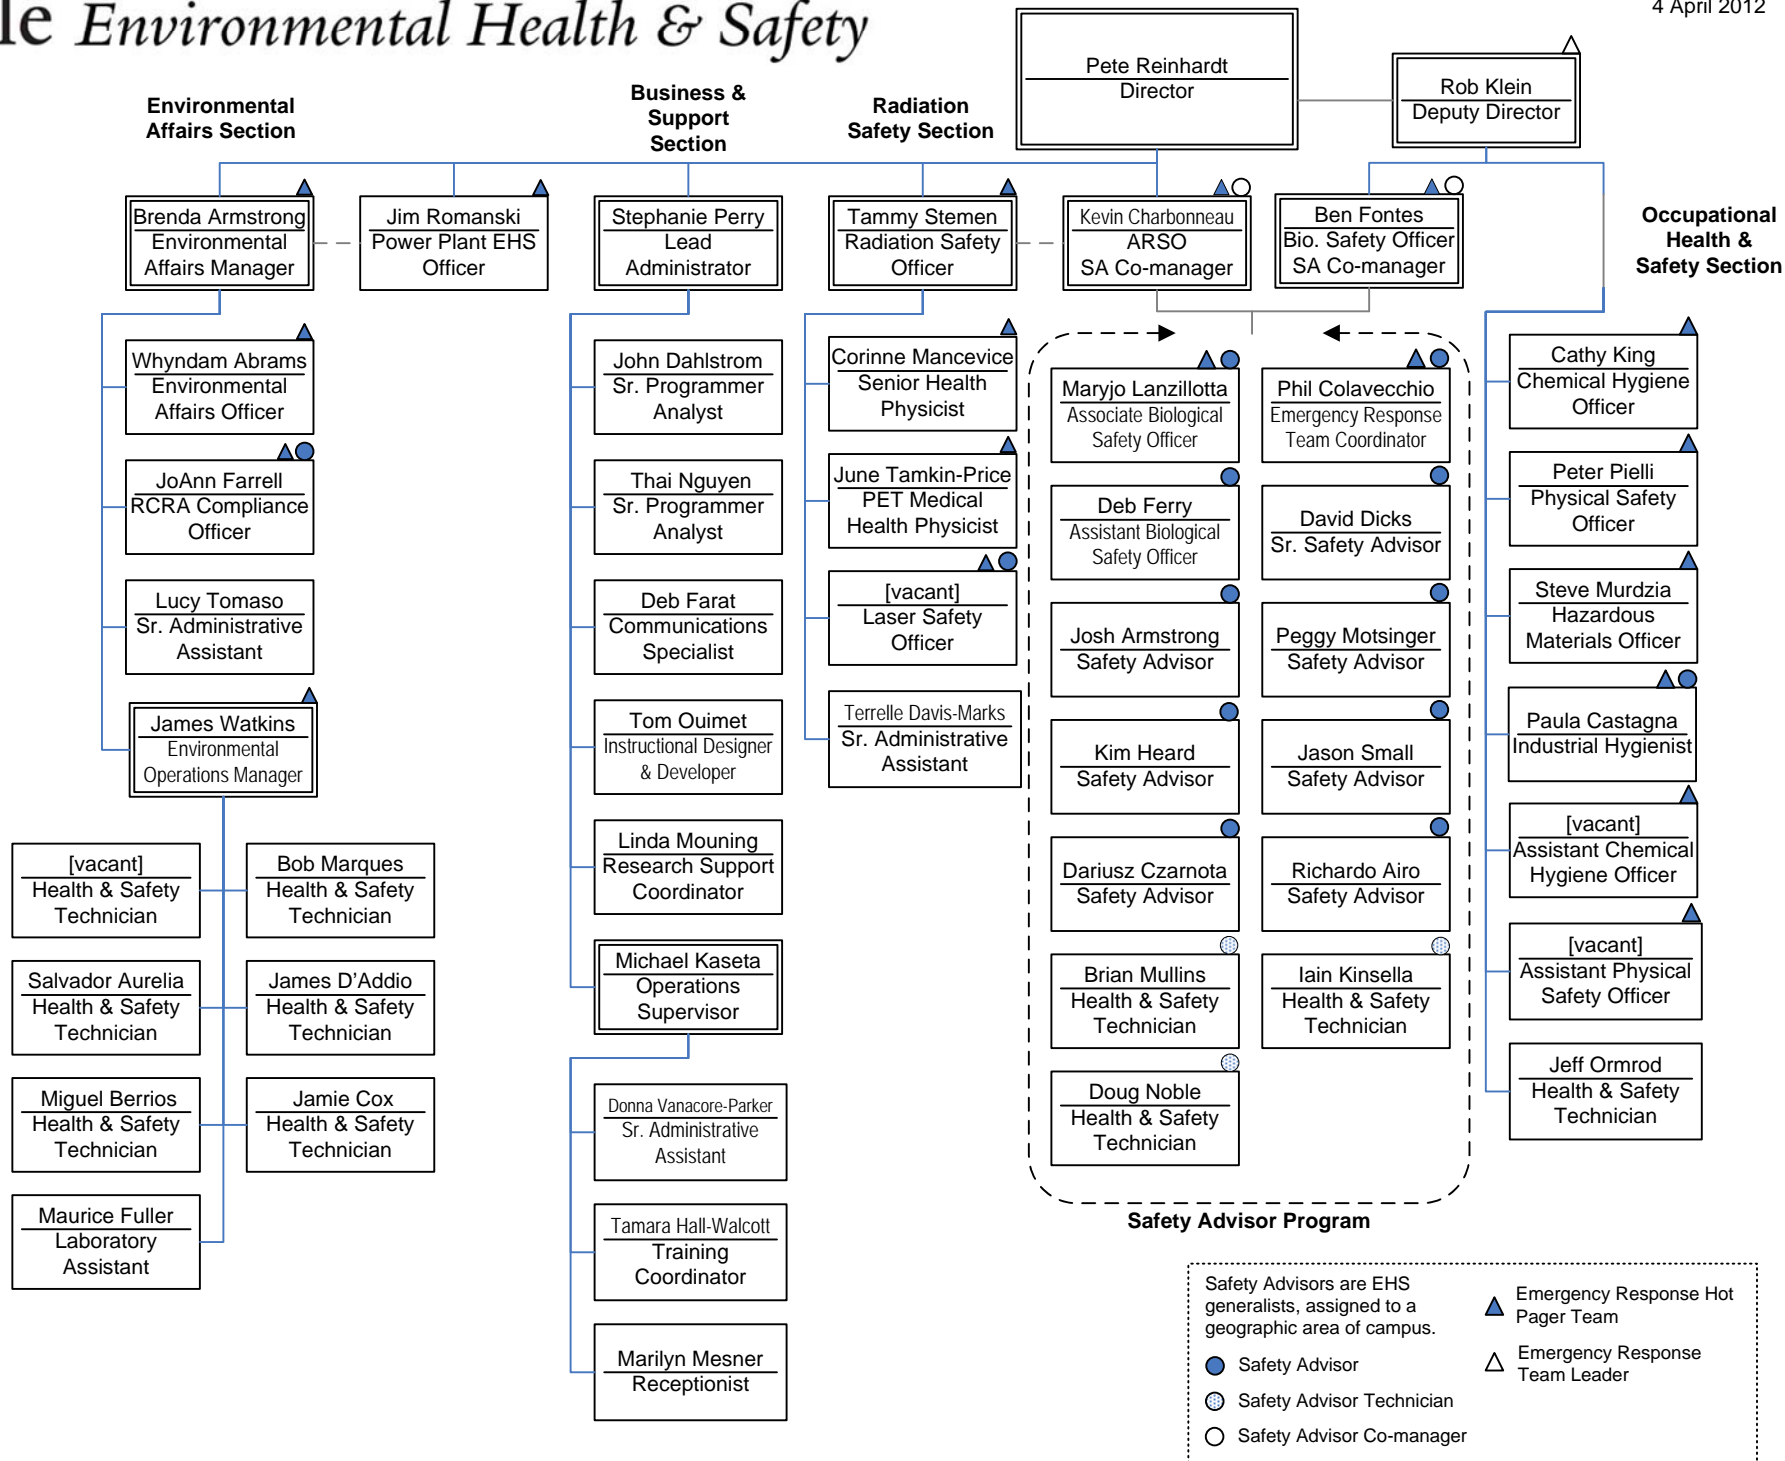 le Environmental Health & Safety
4 April 2012
Pete Reinhardt
Director
Rob Klein
Deputy Director
Environmental
Affairs Section
Business &
Support
Section
Radiation
Safety Section
Occupational
Health &
Safety Section
Brenda Armstrong
Environmental
Affairs Manager
Jim Romanski
Power Plant EHS
Officer
Stephanie Perry
Lead
Administrator
Tammy Stemen
Radiation Safety
Officer
Kevin Charbonneau
ARSO
SA Co-manager
Ben Fontes
Bio. Safety Officer
SA Co-manager
Whyndam Abrams
Environmental
Affairs Officer
JoAnn Farrell
RCRA Compliance
Officer
Lucy Tomaso
Sr. Administrative
Assistant
James Watkins
Environmental
Operations Manager
[vacant]
Health & Safety
Technician
Bob Marques
Health & Safety
Technician
Salvador Aurelia
Health & Safety
Technician
James D'Addio
Health & Safety
Technician
Miguel Berrios
Health & Safety
Technician
Jamie Cox
Health & Safety
Technician
Maurice Fuller
Laboratory
Assistant
John Dahlstrom
Sr. Programmer
Analyst
Thai Nguyen
Sr. Programmer
Analyst
Deb Farat
Communications
Specialist
Tom Ouimet
Instructional Designer
& Developer
Linda Mouning
Research Support
Coordinator
Michael Kaseta
Operations
Supervisor
Donna Vanacore-Parker
Sr. Administrative
Assistant
Tamara Hall-Walcott
Training
Coordinator
Marilyn Mesner
Receptionist
Corinne Mancevice
Senior Health
Physicist
June Tamkin-Price
PET Medical
Health Physicist
[vacant]
Laser Safety
Officer
Terrelle Davis-Marks
Sr. Administrative
Assistant
Maryjo Lanzillotta
Associate Biological
Safety Officer
Phil Colavecchio
Emergency Response
Team Coordinator
Deb Ferry
Assistant Biological
Safety Officer
David Dicks
Sr. Safety Advisor
Josh Armstrong
Safety Advisor
Peggy Motsinger
Safety Advisor
Kim Heard
Safety Advisor
Jason Small
Safety Advisor
Dariusz Czarnota
Safety Advisor
Richardo Airo
Safety Advisor
Brian Mullins
Health & Safety
Technician
Iain Kinsella
Health & Safety
Technician
Doug Noble
Health & Safety
Technician
Safety Advisor Program
Cathy King
Chemical Hygiene
Officer
Peter Pielli
Physical Safety
Officer
Steve Murdzia
Hazardous
Materials Officer
Paula Castagna
Industrial Hygienist
[vacant]
Assistant Chemical
Hygiene Officer
[vacant]
Assistant Physical
Safety Officer
Jeff Ormrod
Health & Safety
Technician
Safety Advisors are EHS
generalists, assigned to a
geographic area of campus.
Safety Advisor
Safety Advisor Technician
Safety Advisor Co-manager
Emergency Response Hot
Pager Team
Emergency Response
Team Leader